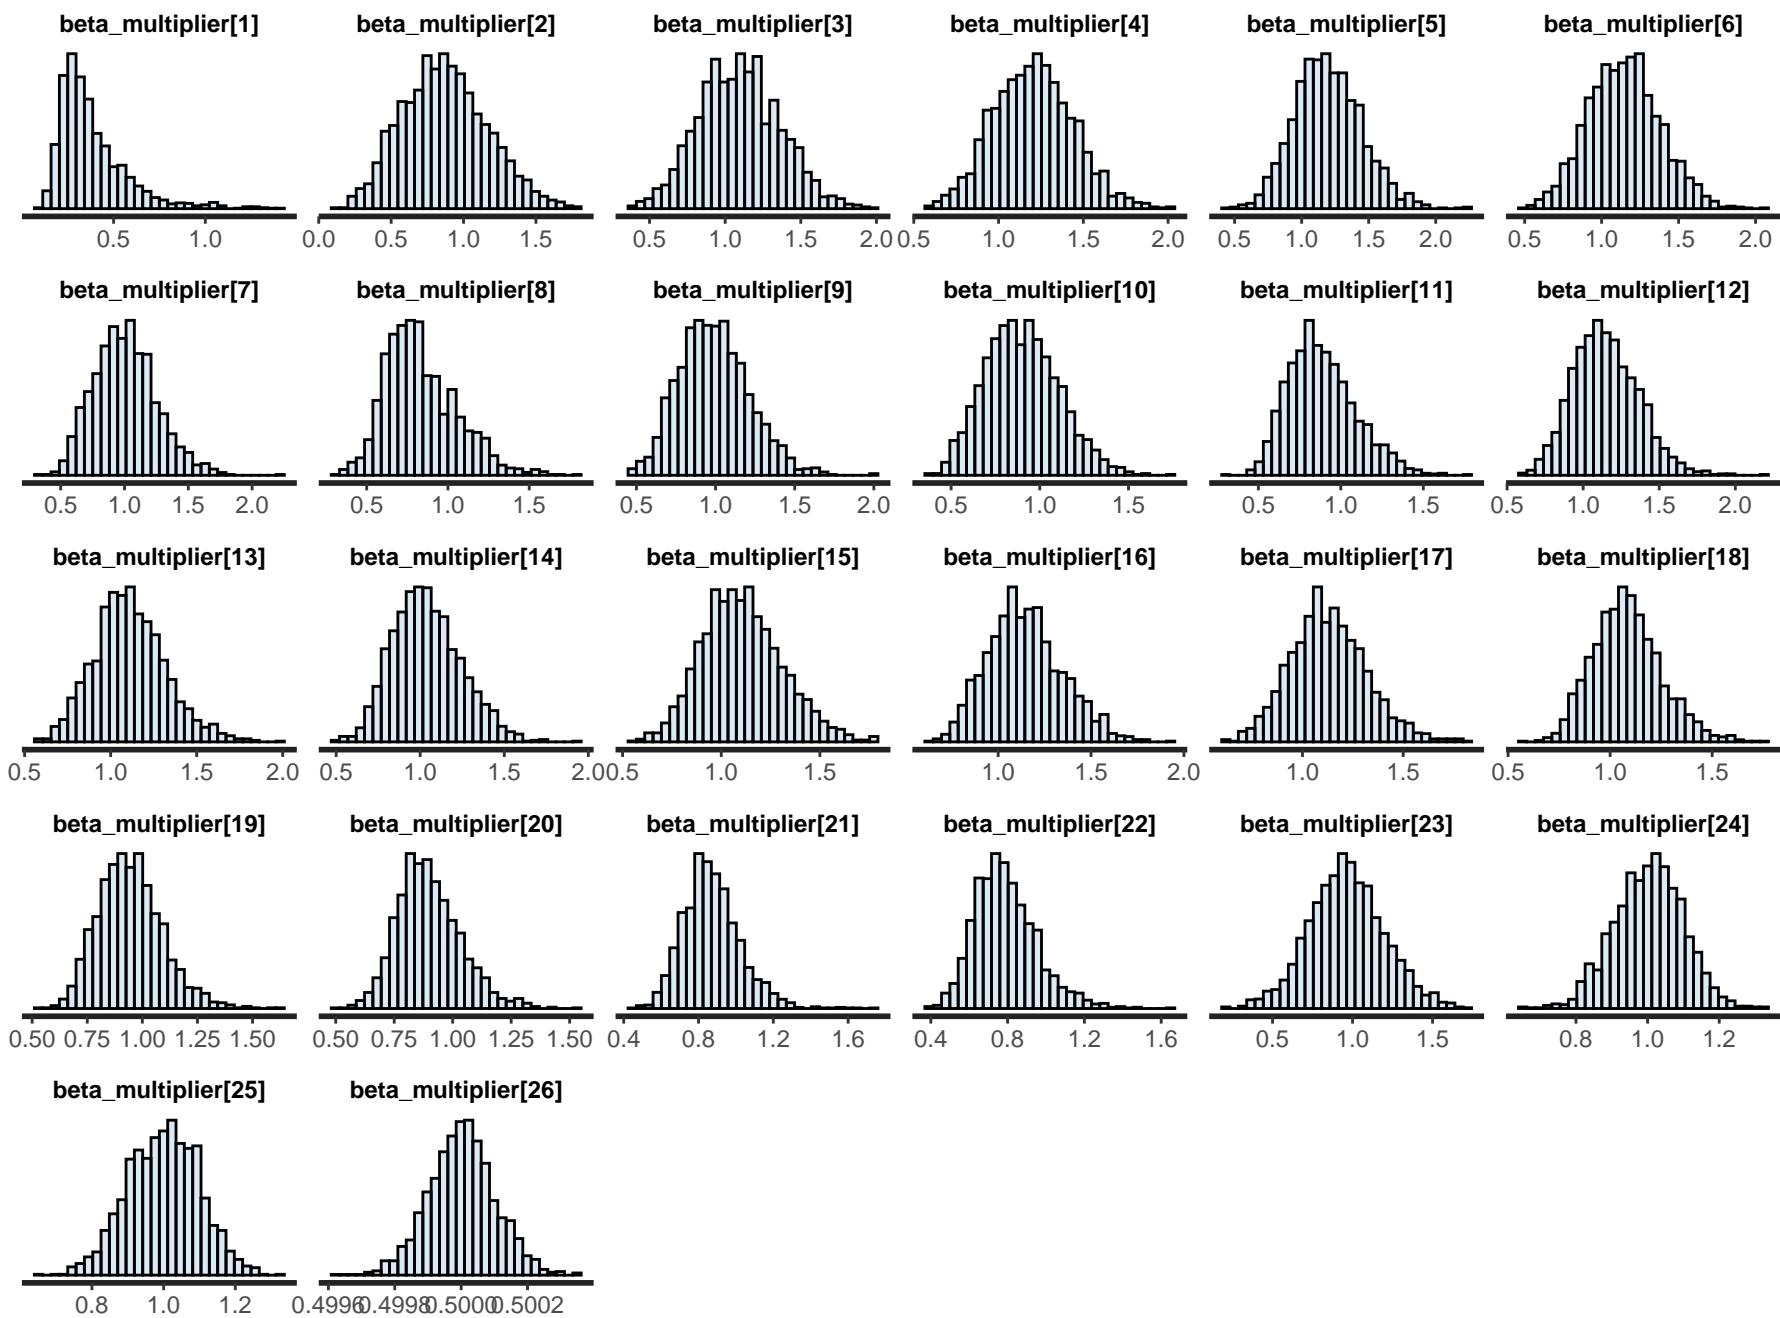 beta_multiplier[1] beta_multiplier[2] beta_multiplier[3] beta_multiplier[4] beta_multiplier[5] beta_multiplier[6]
0.5 1.0 0.0 0.5 1.0 1.5 0.5 1.0 1.5 2.0 0.5 1.0 1.5 2.0 0.5 1.0 1.5 2.0 0.5 1.0 1.5 2.0
beta_multiplier[7] beta_multiplier[8] beta_multiplier[9] beta_multiplier[10] beta_multiplier[11] beta_multiplier[12]
0.5 1.0 1.5 2.0 0.5 1.0 1.5 0.5 1.0 1.5 2.0 0.5 1.0 1.5 0.5 1.0 1.5 0.5 1.0 1.5 2.0
beta_multiplier[13] beta_multiplier[14] beta_multiplier[15] beta_multiplier[16] beta_multiplier[17] beta_multiplier[18]
0.5 1.0 1.5 2.0 0.5 1.0 1.5 2.0 0.5 1.0 1.5 1.0 1.5 2.0 1.0 1.5 0.5 1.0 1.5
beta_multiplier[19] beta_multiplier[20] beta_multiplier[21] beta_multiplier[22] beta_multiplier[23] beta_multiplier[24]
0.50 0.75 1.00 1.25 1.50 0.50 0.75 1.00 1.25 1.50 0.4 0.8 1.2 1.6 0.4 0.8 1.2 1.6 0.5 1.0 1.5 0.8 1.0 1.2
beta_multiplier[25] beta_multiplier[26]
0.8 1.0 1.2 0.4996 0.4998 0.5000 0.5002